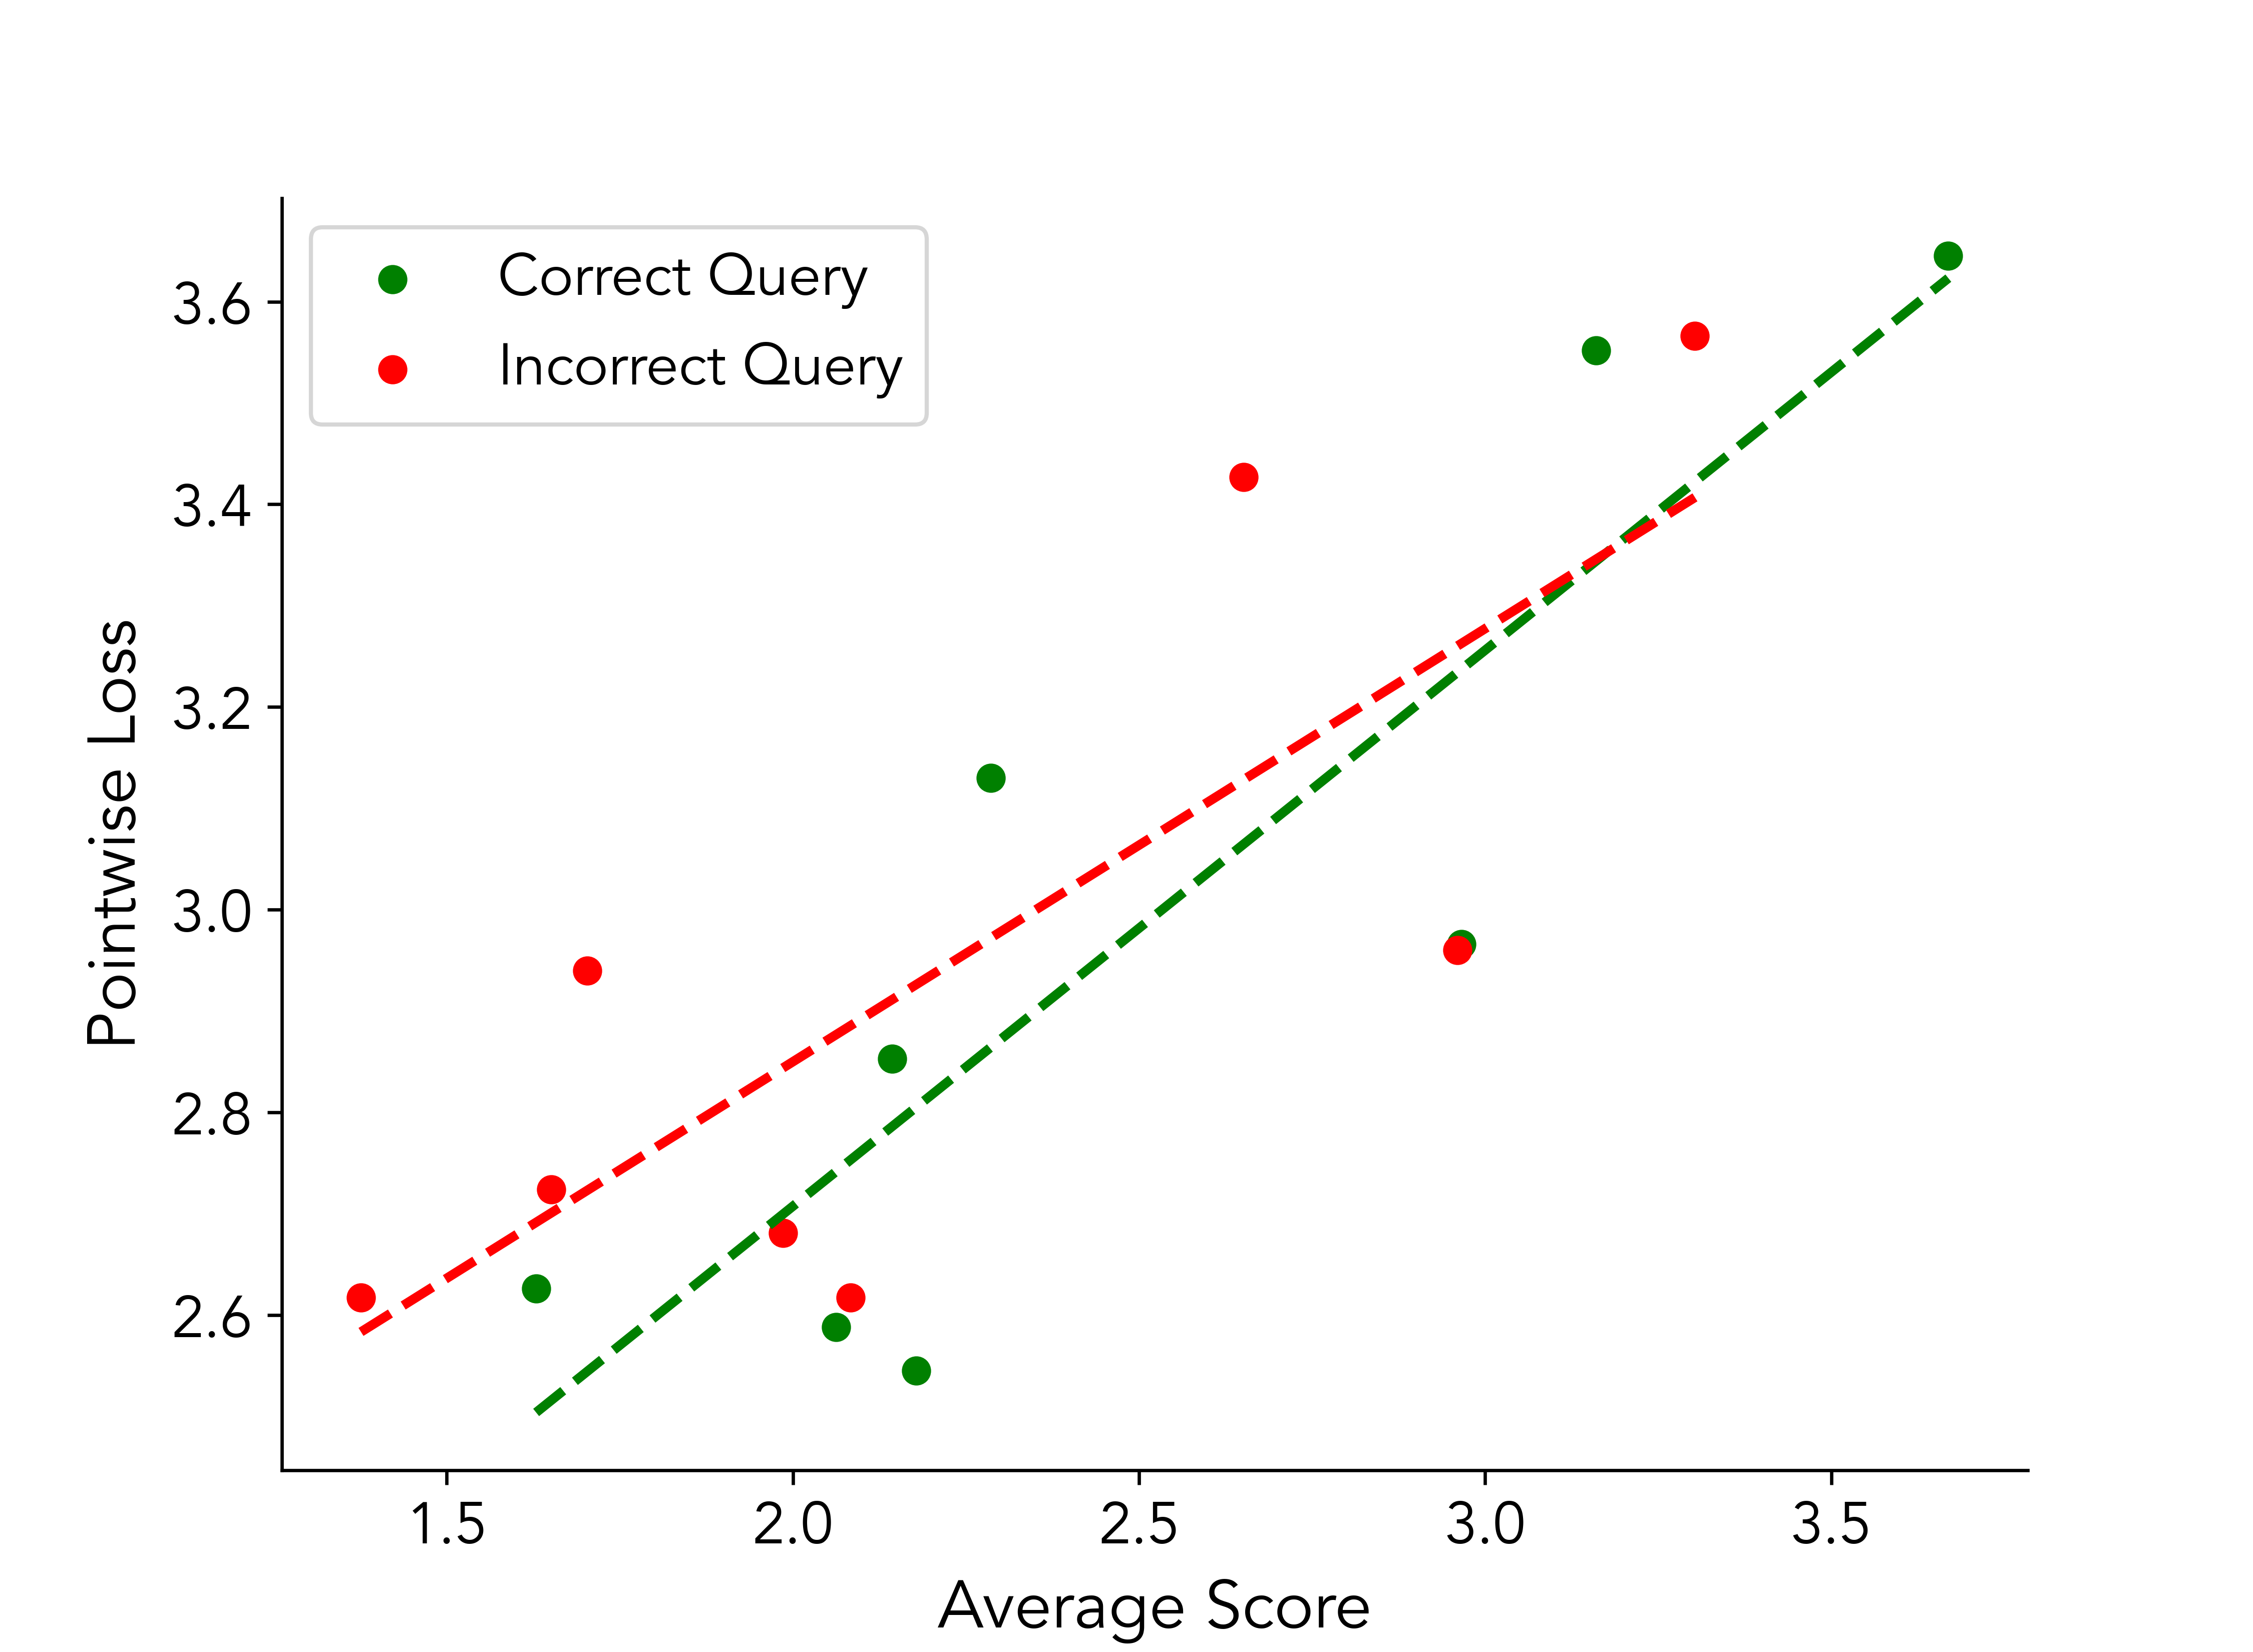 Correct Query
Incorrect Query
3.6
3.4
3.2
3.0
2.8
2.6
Pointwise Loss
1.5 2.0 2.5 3.0 3.5
Average Score